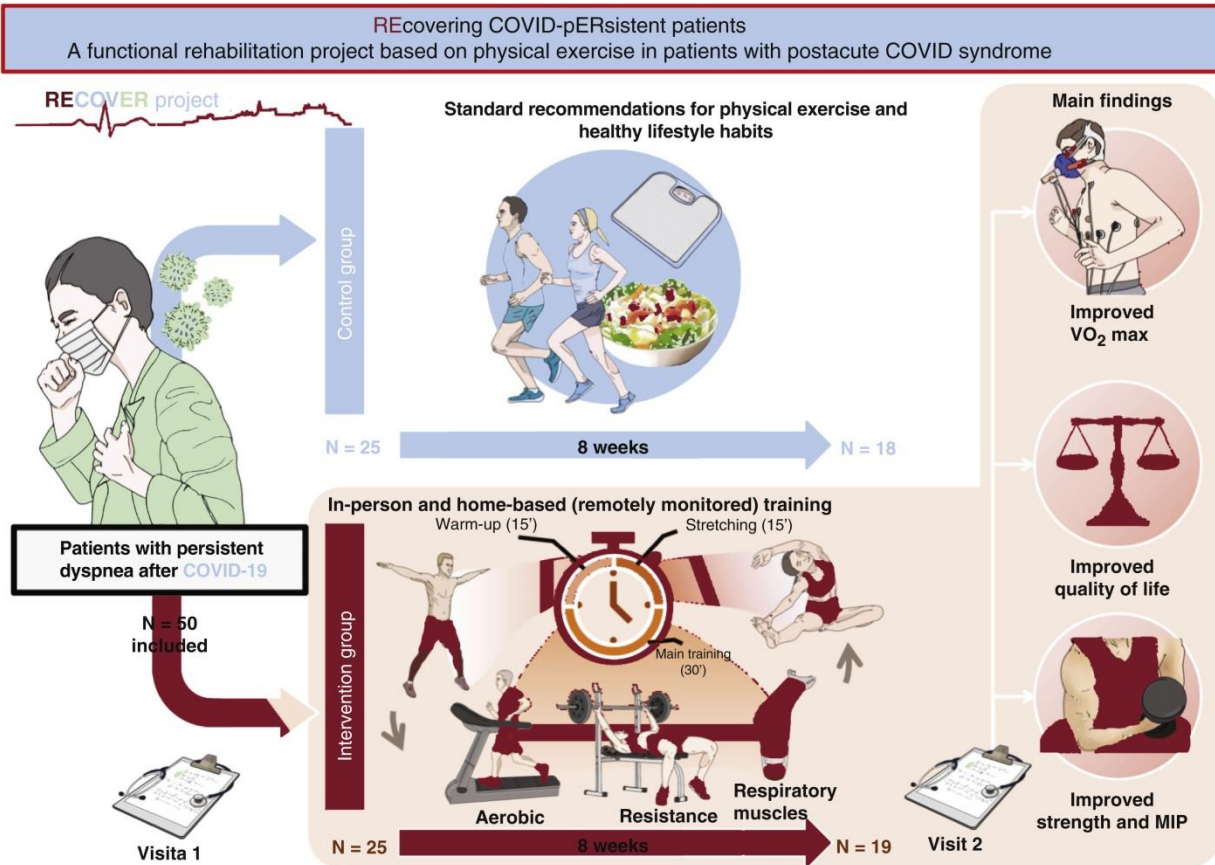 REcovering COVID-pERsistent patients
A functional rehabilitation project based on physical exercise in patients with postacute COVID syndrome
RECOVER project
Standard recommendations for physical exercise and
healthy lifestyle habits
Control group
N = 25
8 weeks
N = 18
Patients with persistent
dyspnea after COVID-19
N = 50
included
Visita 1
In-person and home-based (remotely monitored) training
Warm-up (15')
Stretching (15')
Main training
(30')
Intervention group
Aerobic
Resistance
Respiratory
muscles
N = 25
8 weeks
N = 19
Visit 2
Main findings
Improved
VO2 max
Improved
quality of life
Improved
strength and MIP